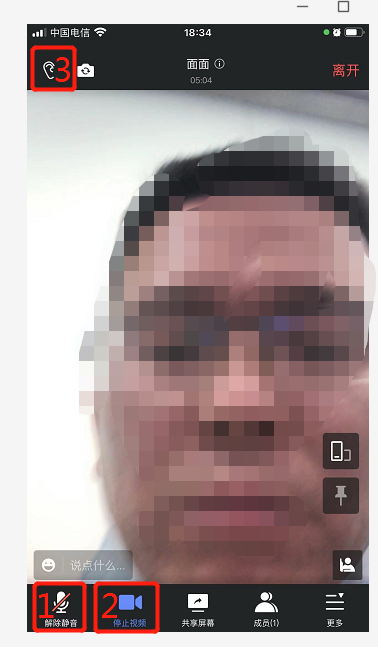 中国电信
18:34
3
面面
离开
05:04
说点什么...
1
2
解除静音
停止视频
共享屏幕
成员(1)
更多